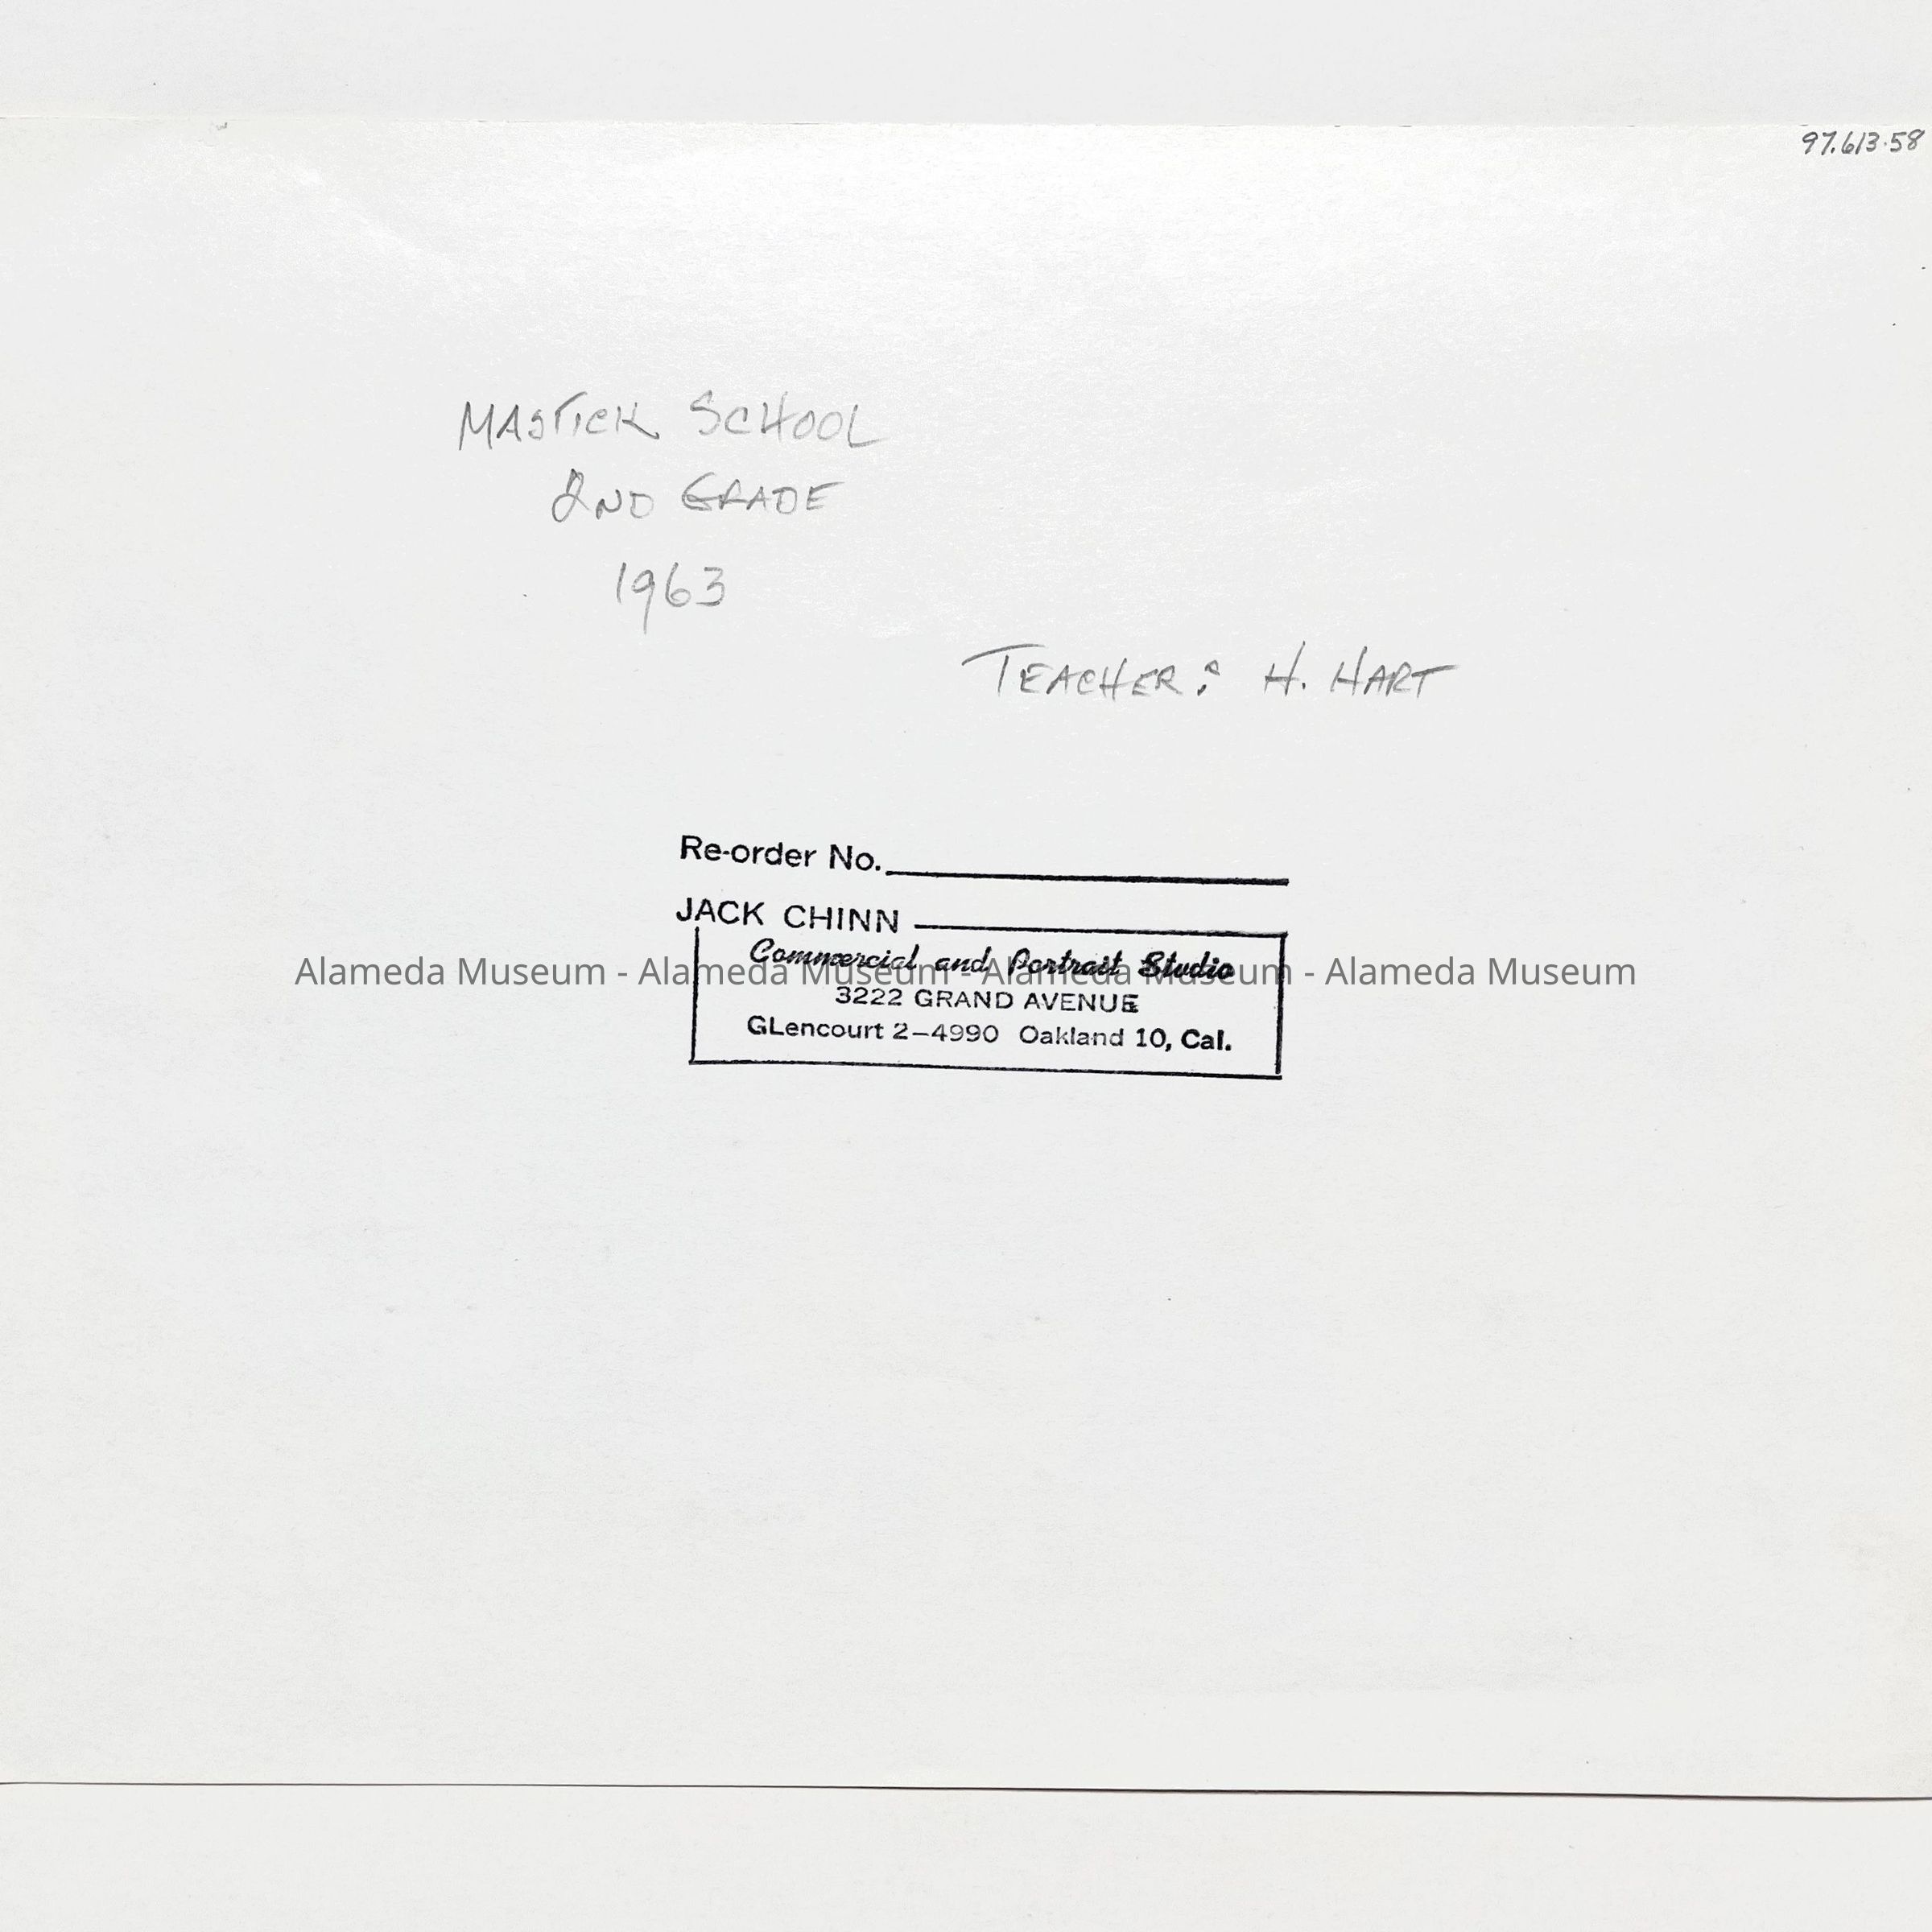 97.613.58
MASTICK SCHOOL
2ND GRADE
1963
TEACHER: H. HART
Re-order No.
JACK CHINN
Commercial and Portrait Studio
Alameda Museum - Alameda Museum - Alameda Museum - Alameda Museum
3222 GRAND AVENUE
GLencourt 2-4990 Oakland 10, Cal.